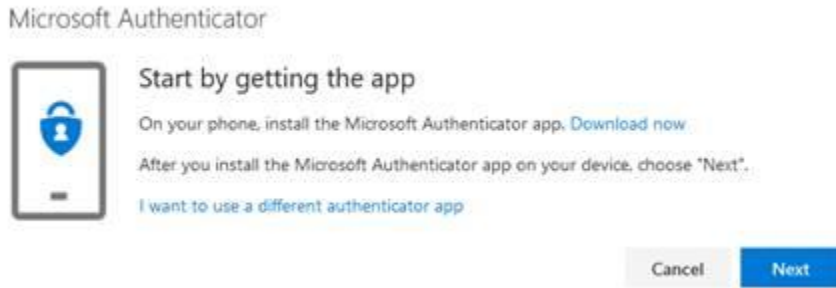 Microsoft Authenticator
Start by getting the app
On your phone, install the Microsoft Authenticator app. Download now
After you install the Microsoft Authenticator app on your device, choose "Next".
I want to use a different authenticator app
Cancel Next